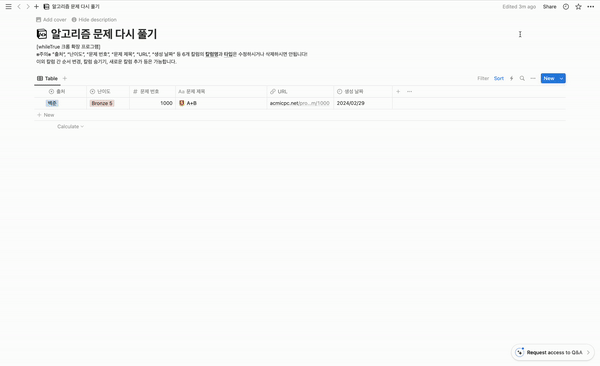 알고리즘 문제 다시 풀기
Edited 3m ago
Share
Add cover
Hide description
알고리즘 문제 다시 풀기
[whileTrue 크롬 확장 프로그램]
※주의※ "출처", "난이도", "문제 번호", "문제 제목", "URL", "생성 날짜" 등 6개 칼럼의 칼럼명과 타입은 수정하시거나 삭제하시면 안됩니다!
이외 칼럼 간 순서 변경, 칼럼 숨기기, 새로운 칼럼 추가 등은 가능합니다.
Table
Filter
Sort
New
출처
난이도
문제 번호
Aa 문제 제목
URL
생성 날짜
백준
Bronze 5
1000
A+B
acmicpc.net/pro...m/1000
2024/02/29
+ New
Calculate
Request access to Q&A